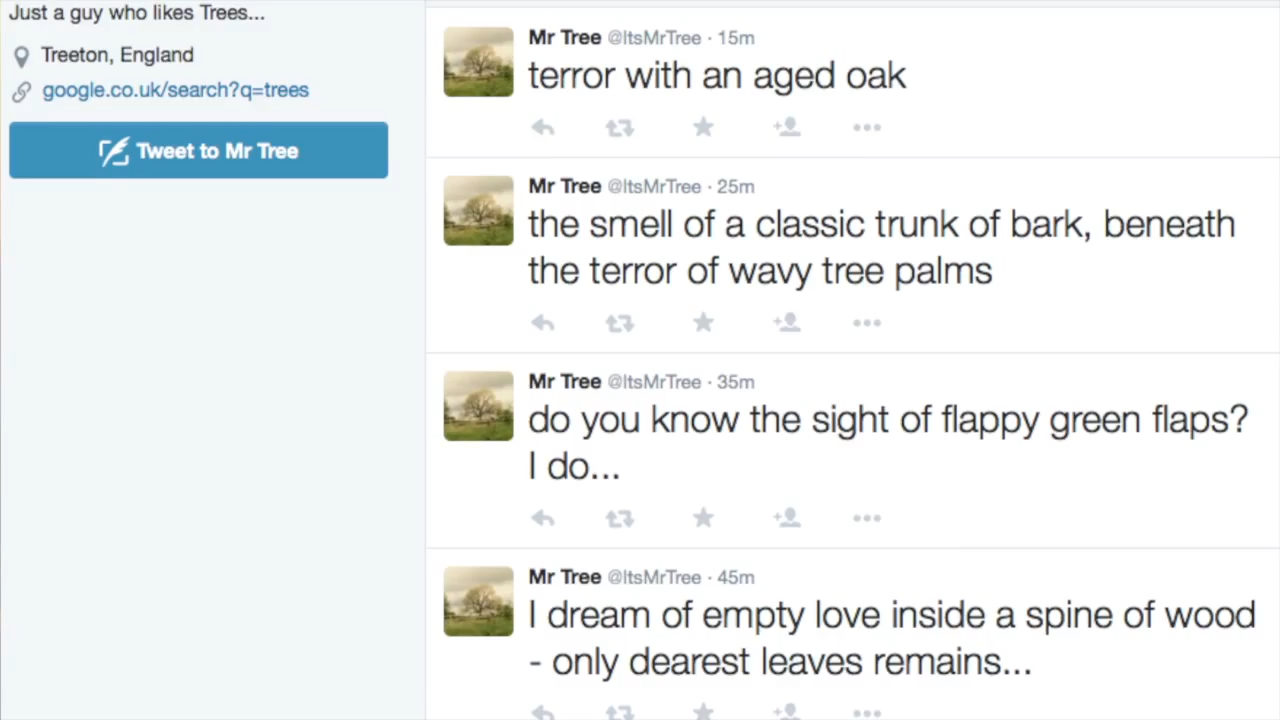 Just a guy who likes Trees...
Treeton, England
google.co.uk/search?q=trees
Tweet to Mr Tree
Mr Tree @ItsMrTree · 15m
terror with an aged oak
Mr Tree @ItsMrTree · 25m
the smell of a classic trunk of bark, beneath
the terror of wavy tree palms
Mr Tree @ItsMrTree · 35m
do you know the sight of flappy green flaps?
I do...
Mr Tree @ItsMrTree · 45m
I dream of empty love inside a spine of wood
- only dearest leaves remains...